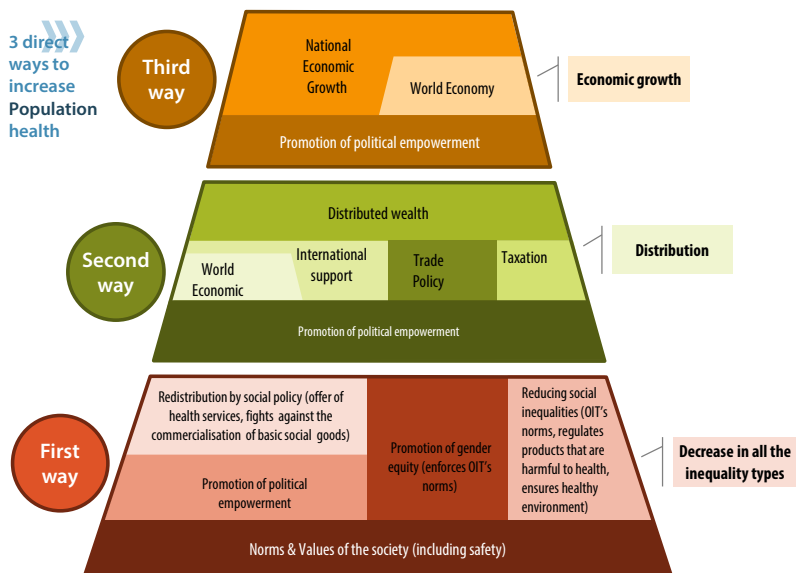 3 direct
ways to
increase
Population
health
Third
way
National
Economic
Growth
World Economy
Promotion of political empowerment
Economic growth
Second
way
Distributed wealth
World
Economic
International
support
Trade
Policy
Taxation
Promotion of political empowerment
Distribution
First
way
Redistribution by social policy (offer of
health services, fights against the
commercialisation of basic social goods)
Promotion of political
empowerment
Promotion of gender
equity (enforces OIT's
norms)
Reducing social
inequalities (OIT's
norms, regulates
products that are
harmful to health,
ensures healthy
environment)
Norms & Values of the society (including safety)
Decrease in all the
inequality types